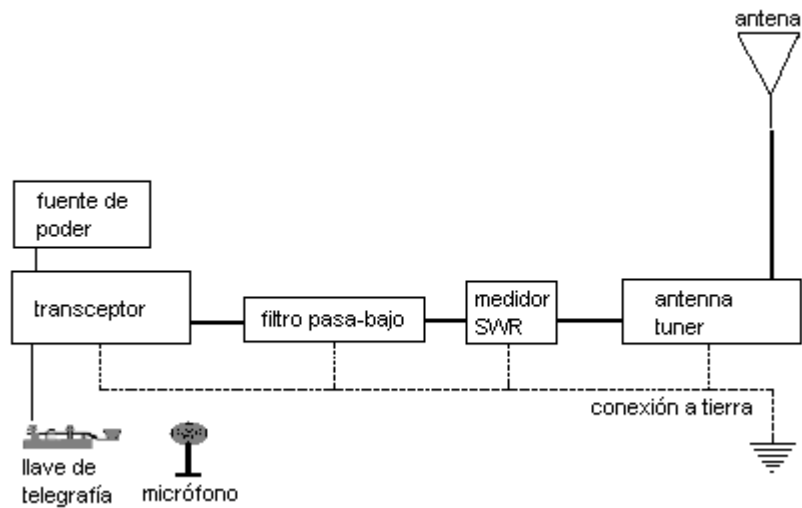 antena
fuente de
poder
transceptor
filtro pasa-bajo
medidor
SWR
antenna
tuner
conexión a tierra
llave de
telegrafía
micrófono